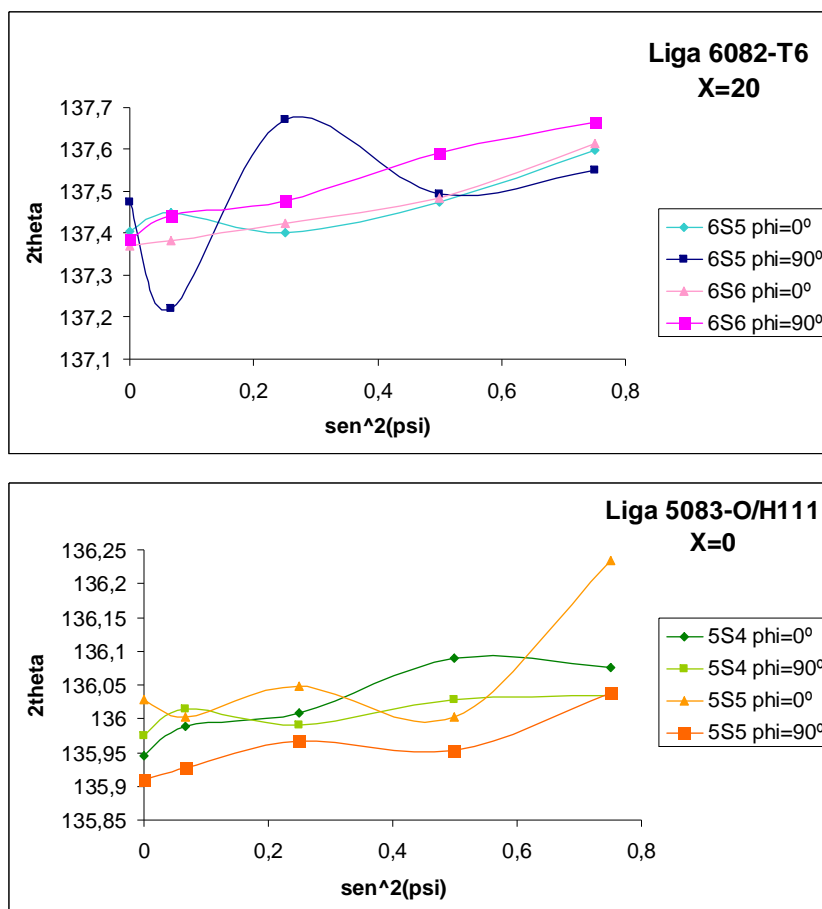 Liga 6082-T6
X=20
137,7
137,6
137,5
137,4
137,3
137,2
137,1
2theta
0
0,2
0,4
0,6
0,8
sen^2(psi)
6S5 phi=0º
6S5 phi=90º
6S6 phi=0º
6S6 phi=90º
Liga 5083-O/H111
X=0
136,25
136,2
136,15
136,1
136,05
136
135,95
135,9
135,85
2theta
0
0,2
0,4
0,6
0,8
sen^2(psi)
5S4 phi=0º
5S4 phi=90º
5S5 phi=0º
5S5 phi=90º